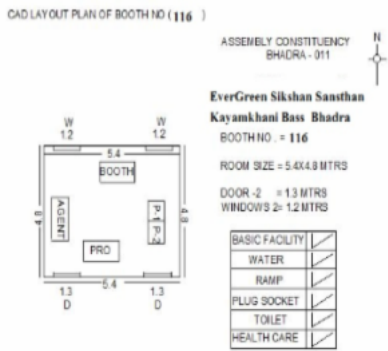 CAD LAYOUT PLAN OF BOOTH NO (116 )
ASSEMBLY CONSTITUENCY
BHADRA - 011
N
EverGreen Sikshan Sansthan
Kayamkhani Bass Bhadra
BOOTH NO . = 116
ROOM SIZE = 5.4X4.8 MTRS
DOOR -2 = 1.3 MTRS
WINDOWS 2= 1.2 MTRS
W W
1.2 1.2
5.4
BOOTH
4.8
AGENT
P-1
P-2
4.8
PRO
5.4
1.3 1.3
D D
BASIC FACILITY
WATER
RAMP
PLUG SOCKET
TOILET
HEALTH CARE